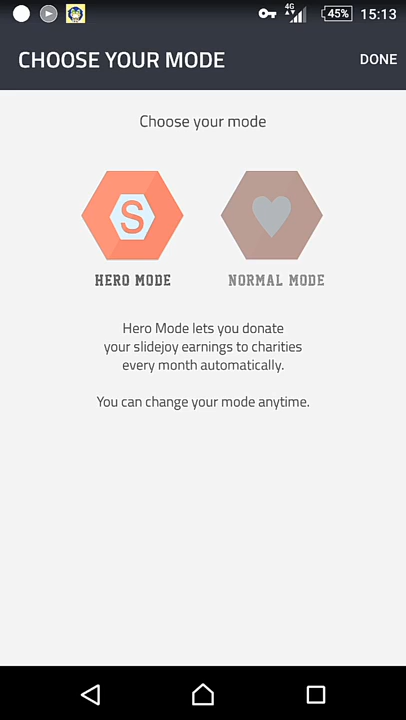 4G 45% 15:13
CHOOSE YOUR MODE DONE
Choose your mode
S
HERO MODE NORMAL MODE
Hero Mode lets you donate
your slidejoy earnings to charities
every month automatically.
You can change your mode anytime.